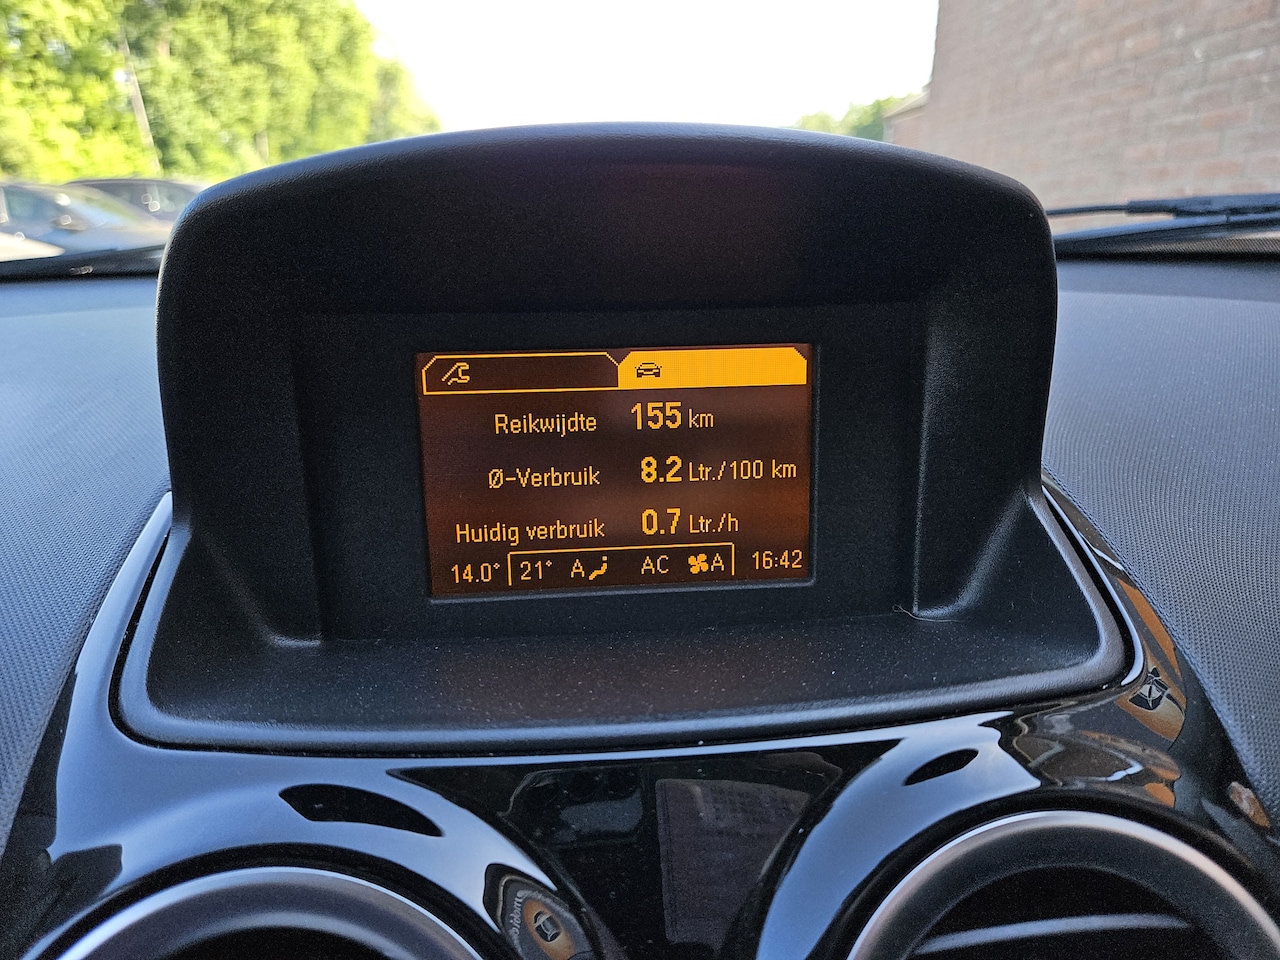 Reikwijdte 155 km
Ø-Verbruik 8.2 Ltr./100 km
Huidig verbruik 0.7 Ltr./h
14.0° 21° A AC A 16:42